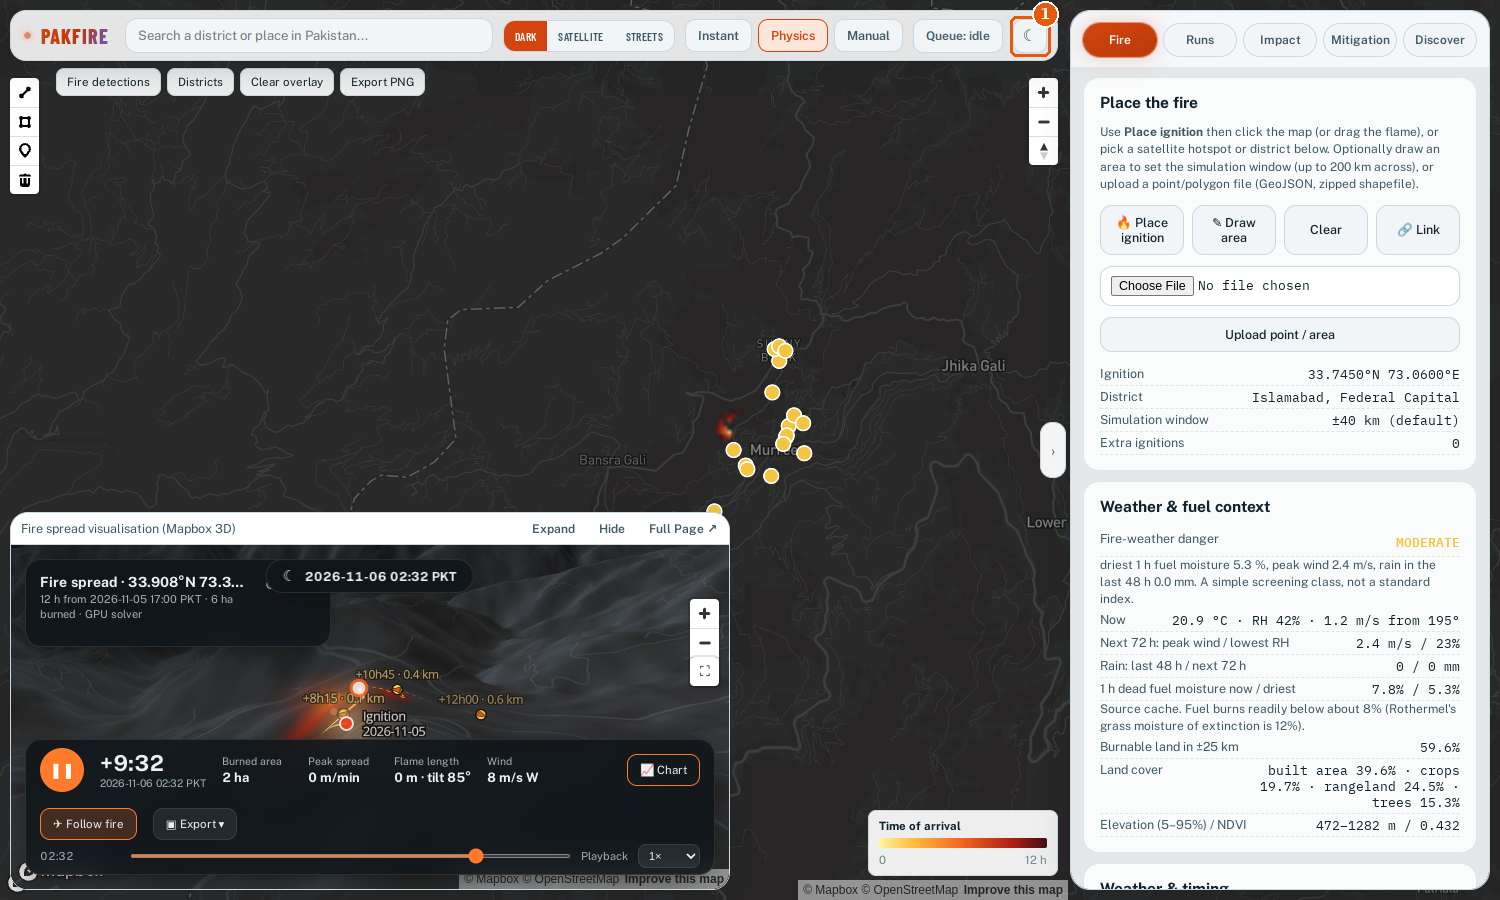 PAKFIRE
Search a district or place in Pakistan...
DARK
SATELLITE
STREETS
Instant
Physics
Manual
Queue: idle
1
Fire detections
Districts
Clear overlay
Export PNG
Jhika Gali
Bansra Gali
Murree
Lower
Fire spread visualisation (Mapbox 3D)
Expand
Hide
Full Page ↗
Fire spread · 33.908°N 73.3...
12 h from 2026-11-05 17:00 PKT · 6 ha
burned · GPU solver
2026-11-06 02:32 PKT
+10h45 · 0.4 km
+8h15 · 0.1 km
+12h00 · 0.6 km
Ignition
2026-11-05
+9:32
2026-11-06 02:32 PKT
Burned area
2 ha
Peak spread
0 m/min
Flame length
0 m · tilt 85°
Wind
8 m/s W
Chart
Follow fire
Export ▾
02:32
Playback
1×
© Mapbox © OpenStreetMap Improve this map
Time of arrival
0
12 h
© Mapbox © OpenStreetMap Improve this map
Fire
Runs
Impact
Mitigation
Discover
Place the fire
Use Place ignition then click the map (or drag the flame), or
pick a satellite hotspot or district below. Optionally draw an
area to set the simulation window (up to 200 km across), or
upload a point/polygon file (GeoJSON, zipped shapefile).
🔥 Place
ignition
✎ Draw
area
Clear
🔗 Link
Choose File No file chosen
Upload point / area
Ignition
33.7450°N 73.0600°E
District
Islamabad, Federal Capital
Simulation window
±40 km (default)
Extra ignitions
0
Weather & fuel context
Fire-weather danger
MODERATE
driest 1 h fuel moisture 5.3 %, peak wind 2.4 m/s, rain in the
last 48 h 0.0 mm. A simple screening class, not a standard
index.
Now
20.9 °C · RH 42% · 1.2 m/s from 195°
Next 72 h: peak wind / lowest RH
2.4 m/s / 23%
Rain: last 48 h / next 72 h
0 / 0 mm
1 h dead fuel moisture now / driest
7.8% / 5.3%
Source cache. Fuel burns readily below about 8% (Rothermel's
grass moisture of extinction is 12%).
Burnable land in ±25 km
59.6%
Land cover
built area 39.6% · crops
19.7% · rangeland 24.5% ·
trees 15.3%
Elevation (5–95%) / NDVI
472–1282 m / 0.432
Weather & timing